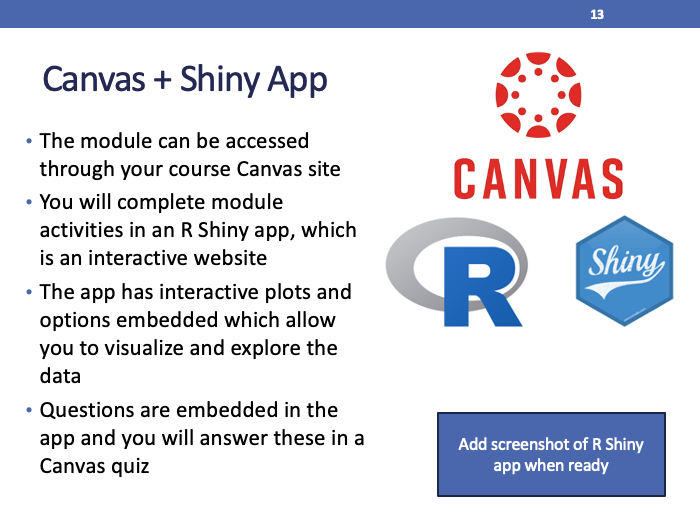 13
Canvas + Shiny App
• The module can be accessed
through your course Canvas site
• You will complete module
activities in an R Shiny app, which
is an interactive website
• The app has interactive plots and
options embedded which allow
you to visualize and explore the
data
• Questions are embedded in the
app and you will answer these in a
Canvas quiz
CANVAS
R
Shiny
Add screenshot of R Shiny
app when ready